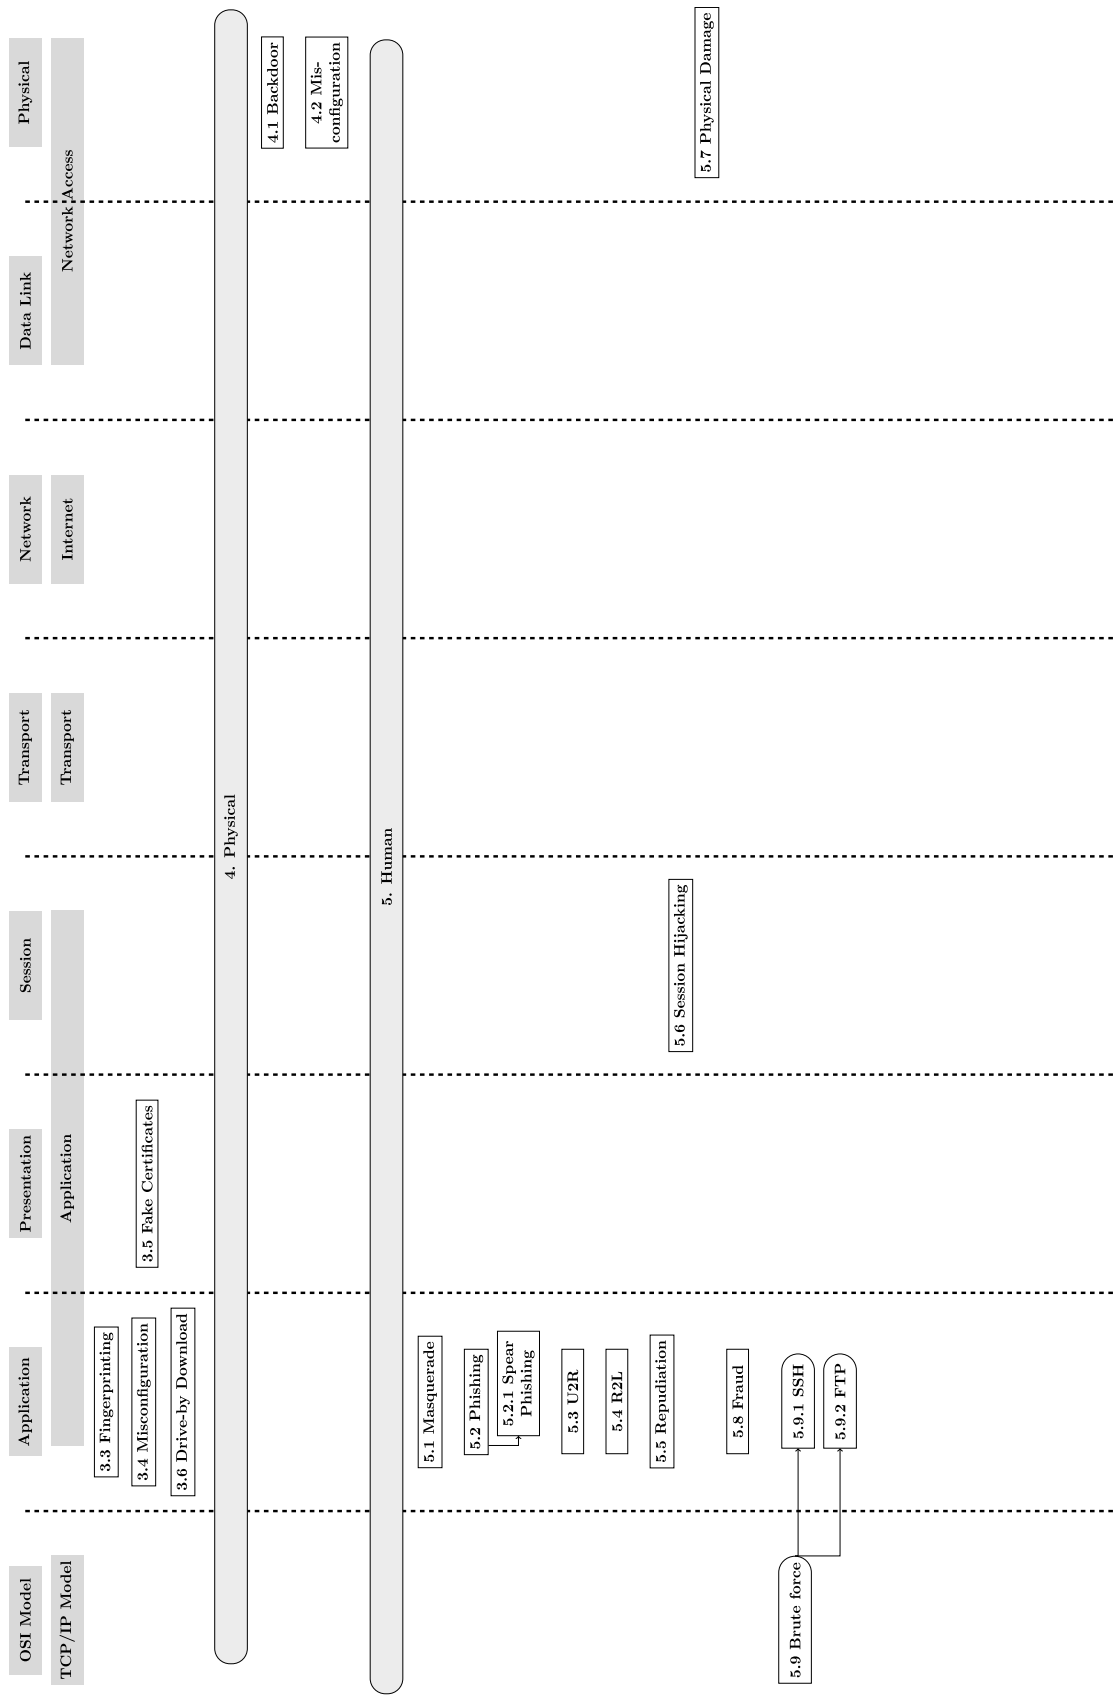 OSI Model
Application
Presentation
Session
Transport
Network
Data Link
Physical
TCP/IP Model
Application
Transport
Internet
Network Access
3.3 Fingerprinting
3.4 Misconfiguration
3.5 Fake Certificates
3.6 Drive-by Download
4. Physical
4.1 Backdoor
4.2 Mis-
configuration
5. Human
5.1 Masquerade
5.2 Phishing
5.2.1 Spear
Phishing
5.3 U2R
5.4 R2L
5.5 Repudiation
5.6 Session Hijacking
5.7 Physical Damage
5.8 Fraud
5.9 Brute force
5.9.1 SSH
5.9.2 FTP